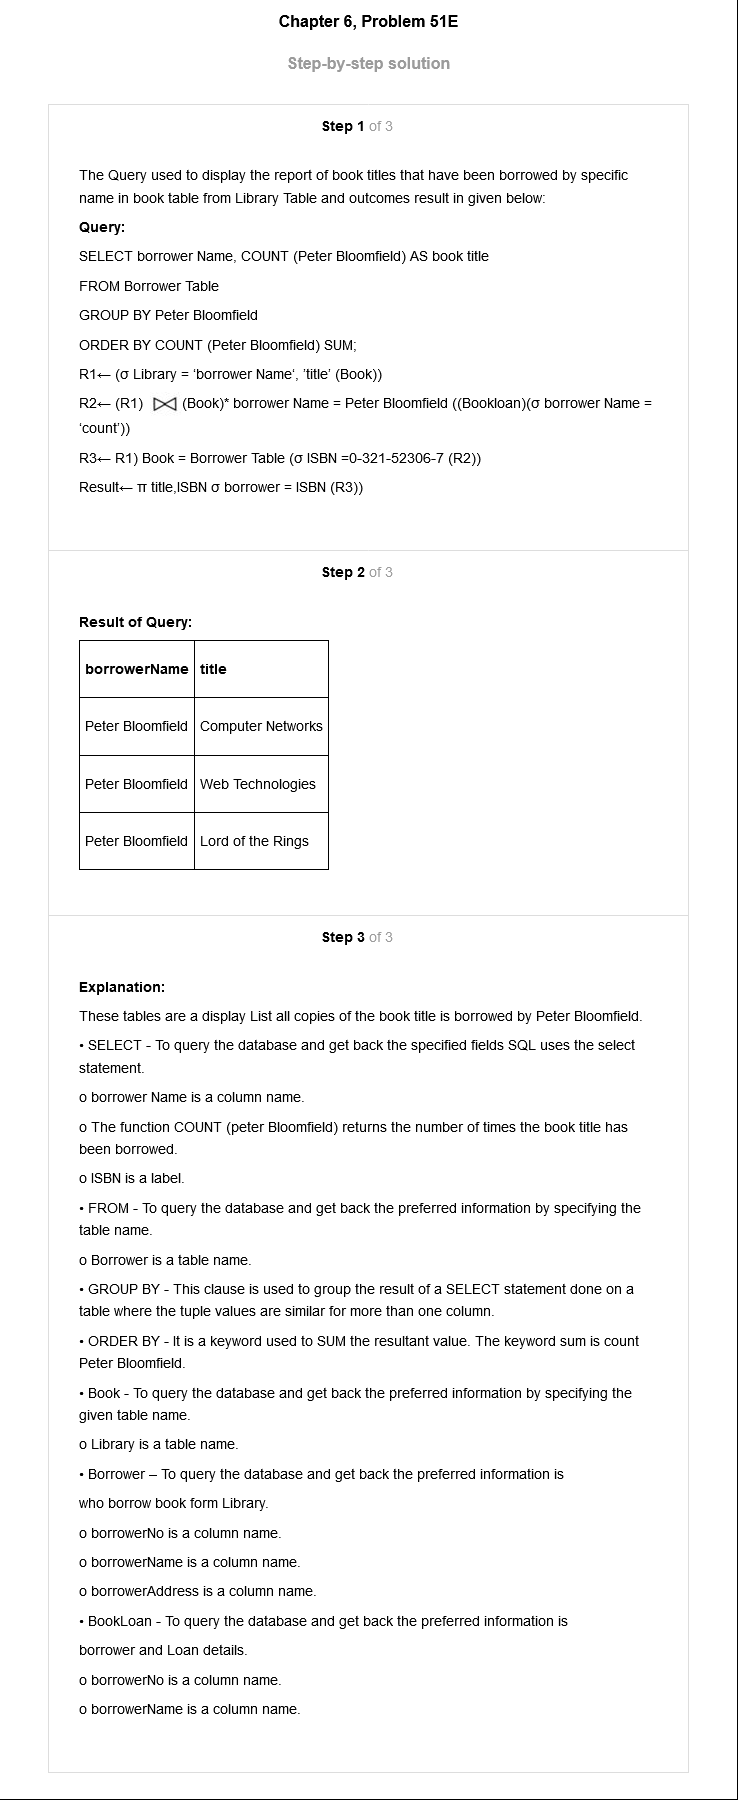 Chapter 6, Problem 51E
Step-by-step solution
Step 1 of 3
The Query used to display the report of book titles that have been borrowed by specific
name in book table from Library Table and outcomes result in given below:
Query:
SELECT borrower Name, COUNT (Peter Bloomfield) AS book title
FROM Borrower Table
GROUP BY Peter Bloomfield
ORDER BY COUNT (Peter Bloomfield) SUM;
R1← (σ Library = ‘borrower Name‘, ’title’ (Book))
R2← (R1) ⋈ (Book)* borrower Name = Peter Bloomfield ((Bookloan)(σ borrower Name =
‘count’))
R3← R1) Book = Borrower Table (σ ISBN =0-321-52306-7 (R2))
Result← π title,ISBN σ borrower = ISBN (R3))
Step 2 of 3
Result of Query:
borrowerName title
Peter Bloomfield Computer Networks
Peter Bloomfield Web Technologies
Peter Bloomfield Lord of the Rings
Step 3 of 3
Explanation:
These tables are a display List all copies of the book title is borrowed by Peter Bloomfield.
• SELECT - To query the database and get back the specified fields SQL uses the select
statement.
o borrower Name is a column name.
o The function COUNT (peter Bloomfield) returns the number of times the book title has
been borrowed.
o ISBN is a label.
• FROM - To query the database and get back the preferred information by specifying the
table name.
o Borrower is a table name.
• GROUP BY - This clause is used to group the result of a SELECT statement done on a
table where the tuple values are similar for more than one column.
• ORDER BY - It is a keyword used to SUM the resultant value. The keyword sum is count
Peter Bloomfield.
• Book - To query the database and get back the preferred information by specifying the
given table name.
o Library is a table name.
• Borrower – To query the database and get back the preferred information is
who borrow book form Library.
o borrowerNo is a column name.
o borrowerName is a column name.
o borrowerAddress is a column name.
• BookLoan - To query the database and get back the preferred information is
borrower and Loan details.
o borrowerNo is a column name.
o borrowerName is a column name.